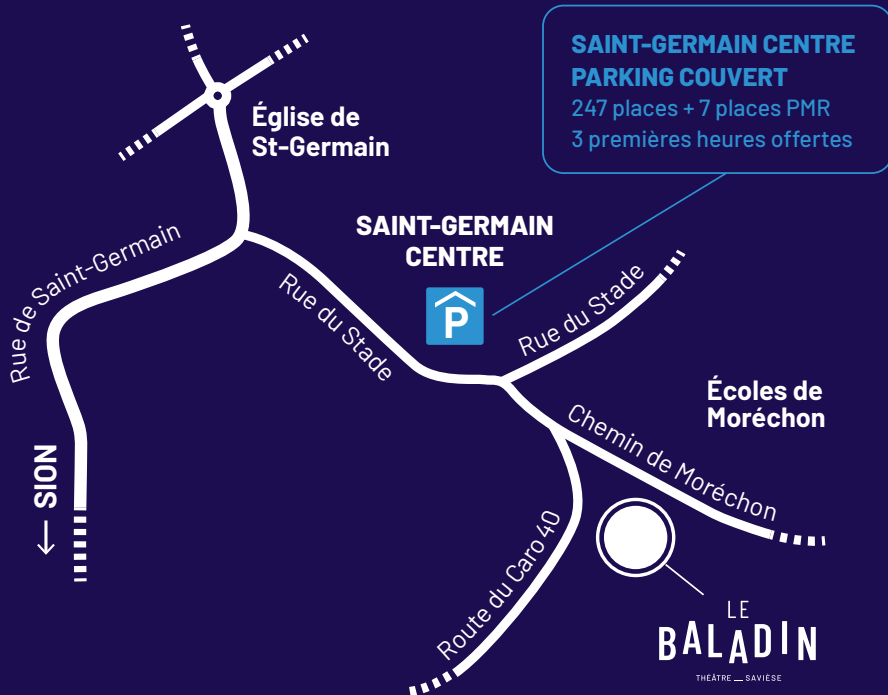 SAINT-GERMAIN CENTRE
PARKING COUVERT
247 places + 7 places PMR
3 premières heures offertes
Église de
St-Germain
SAINT-GERMAIN
CENTRE
P
Rue de Saint-Germain
Rue du Stade
Rue du Stade
Écoles de
Moréchon
Chemin de Moréchon
← SION
Route du Caro 40
LE
BALADIN
THÉÂTRE — SAVIÈSE